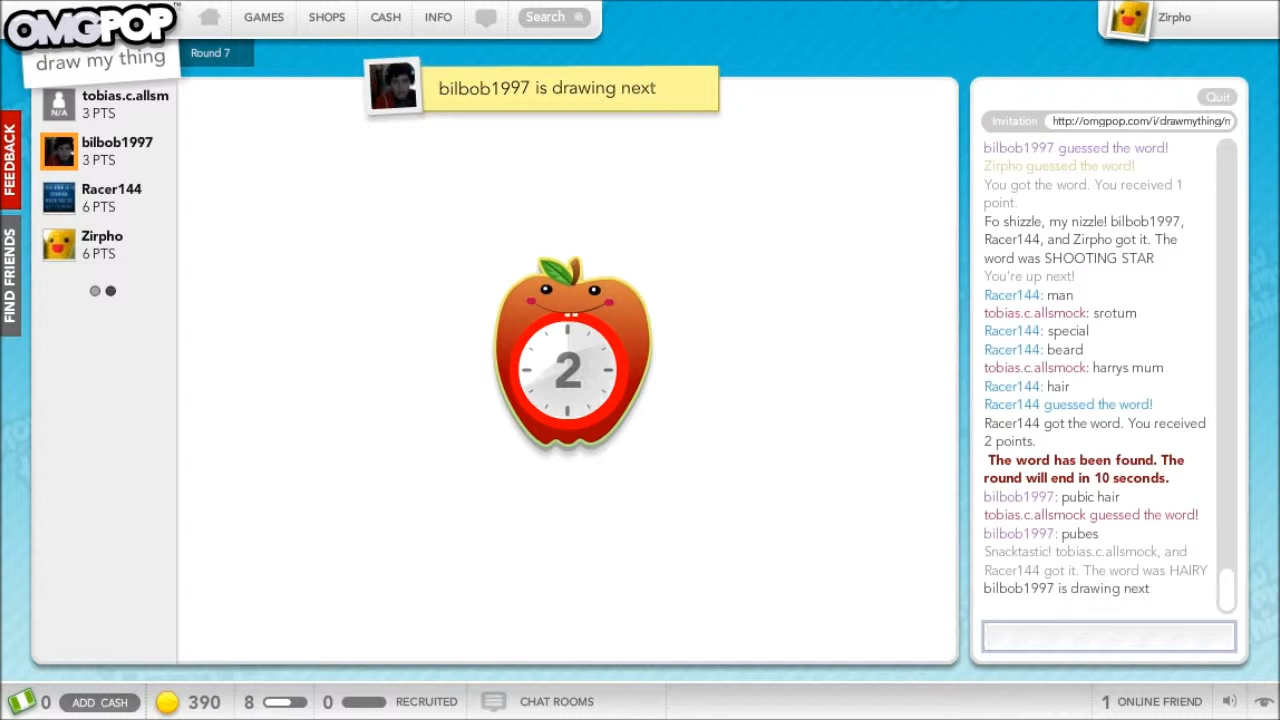 OMGPOP™
GAMES
SHOPS
CASH
INFO
Search
Zirpho
draw my thing
Round 7
bilbob1997 is drawing next
FEEDBACK
FIND FRIENDS
N/A
tobias.c.allsm
3 PTS
bilbob1997
3 PTS
Racer144
6 PTS
Zirpho
6 PTS
2
Quit
Invitation http://omgpop.com/i/drawmything/n
bilbob1997 guessed the word!
Zirpho guessed the word!
You got the word. You received 1
point.
Fo shizzle, my nizzle! bilbob1997,
Racer144, and Zirpho got it. The
word was SHOOTING STAR
You're up next!
Racer144: man
tobias.c.allsmock: srotum
Racer144: special
Racer144: beard
tobias.c.allsmock: harrys mum
Racer144: hair
Racer144 guessed the word!
Racer144 got the word. You received
2 points.
The word has been found. The
round will end in 10 seconds.
bilbob1997: pubic hair
tobias.c.allsmock guessed the word!
bilbob1997: pubes
Snacktastic! tobias.c.allsmock, and
Racer144 got it. The word was HAIRY
bilbob1997 is drawing next
0
ADD CASH
390
8
0
RECRUITED
CHAT ROOMS
1 ONLINE FRIEND